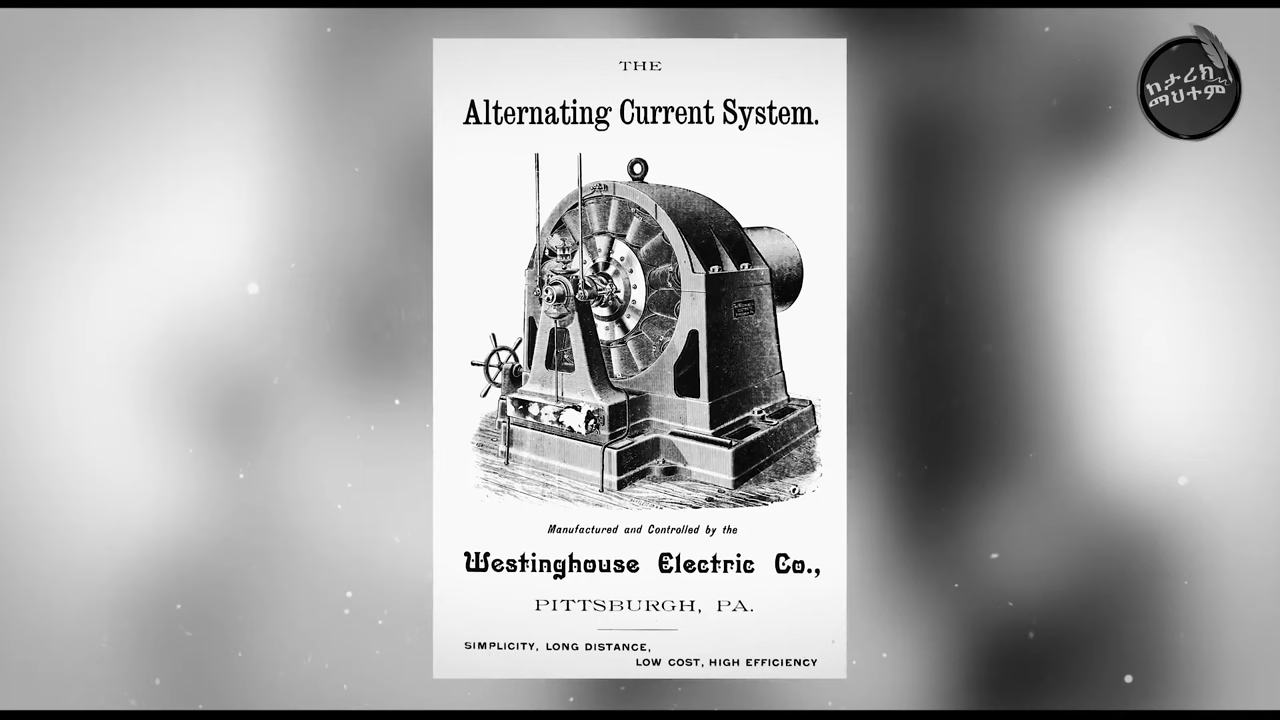 THE
Alternating Current System.
Manufactured and Controlled by the
Westinghouse Electric Co.,
PITTSBURGH, PA.
SIMPLICITY, LONG DISTANCE,
LOW COST, HIGH EFFICIENCY
ከታሪክ
ማህተም